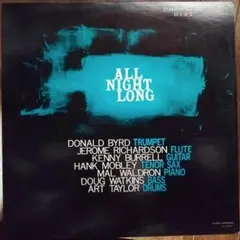 ALL
NIGHT
LONG
DONALD BYRD TRUMPET
JEROME RICHARDSON FLUTE
KENNY BURRELL GUITAR
HANK MOBLEY TENOR SAX
MAL WALDRON PIANO
DOUG WATKINS BASS
ART TAYLOR DRUMS